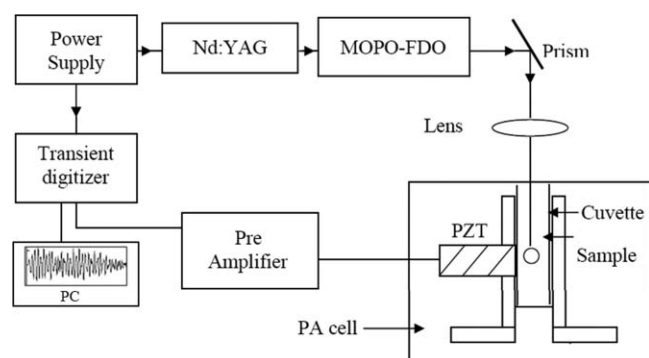 Power
Supply
Nd:YAG
MOPO-FDO
Prism
Lens
Transient
digitizer
Pre
Amplifier
PZT
Cuvette
Sample
PC
PA cell